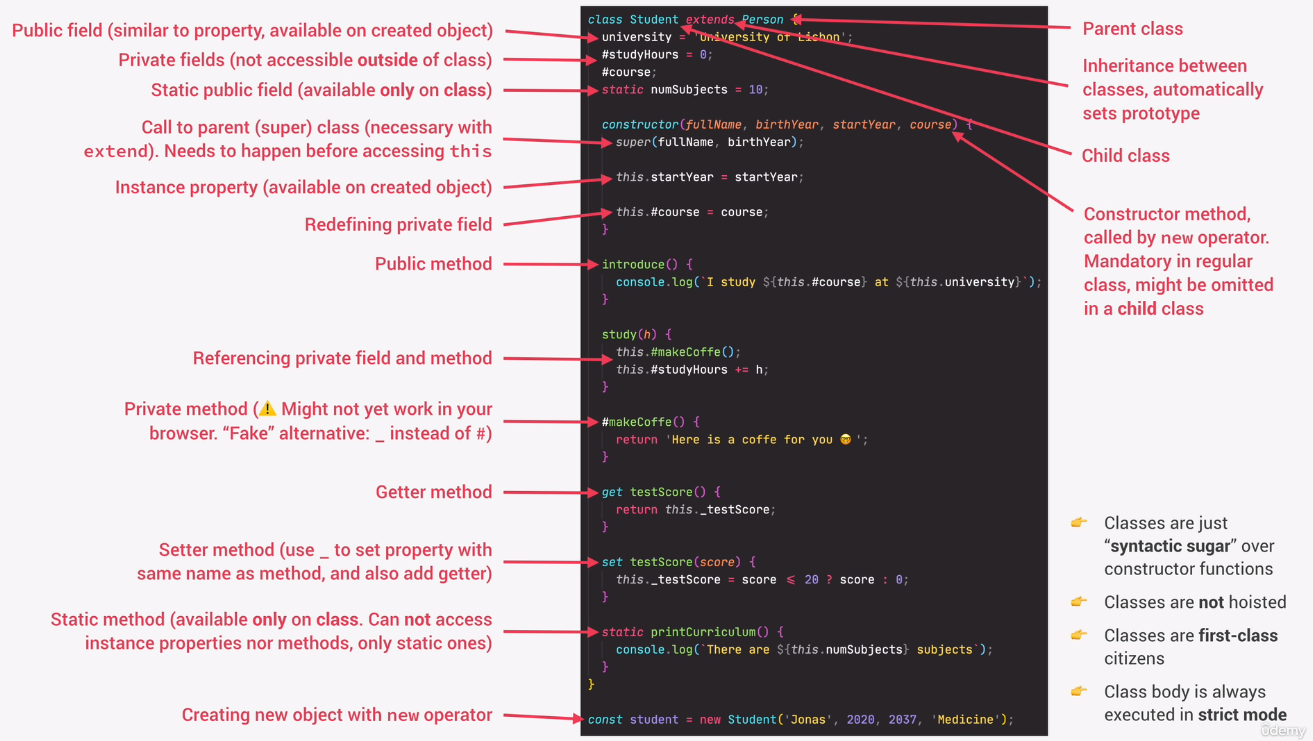 Public field (similar to property, available on created object)
Private fields (not accessible outside of class)
Static public field (available only on class)
Call to parent (super) class (necessary with
extend). Needs to happen before accessing this
Instance property (available on created object)
Redefining private field
Public method
Referencing private field and method
Private method (⚠️ Might not yet work in your
browser. “Fake” alternative: _ instead of #)
Getter method
Setter method (use _ to set property with
same name as method, and also add getter)
Static method (available only on class. Can not access
instance properties nor methods, only static ones)
Creating new object with new operator
class Student extends Person {
university = 'University of Lisbon';
#studyHours = 0;
#course;
static numSubjects = 10;
constructor(fullName, birthYear, startYear, course) {
super(fullName, birthYear);
this.startYear = startYear;
this.#course = course;
}
introduce() {
console.log(`I study ${this.#course} at ${this.university}`);
}
study(h) {
this.#makeCoffe();
this.#studyHours += h;
}
#makeCoffe() {
return 'Here is a coffe for you 🤓';
}
get testScore() {
return this._testScore;
}
set testScore(score) {
this._testScore = score ≤ 20 ? score : 0;
}
static printCurriculum() {
console.log(`There are ${this.numSubjects} subjects`);
}
}
const student = new Student('Jonas', 2020, 2037, 'Medicine');
Parent class
Inheritance between
classes, automatically
sets prototype
Child class
Constructor method,
called by new operator.
Mandatory in regular
class, might be omitted
in a child class
👉 Classes are just
“syntactic sugar” over
constructor functions
👉 Classes are not hoisted
👉 Classes are first-class
citizens
👉 Class body is always
executed in strict mode
ûdemy